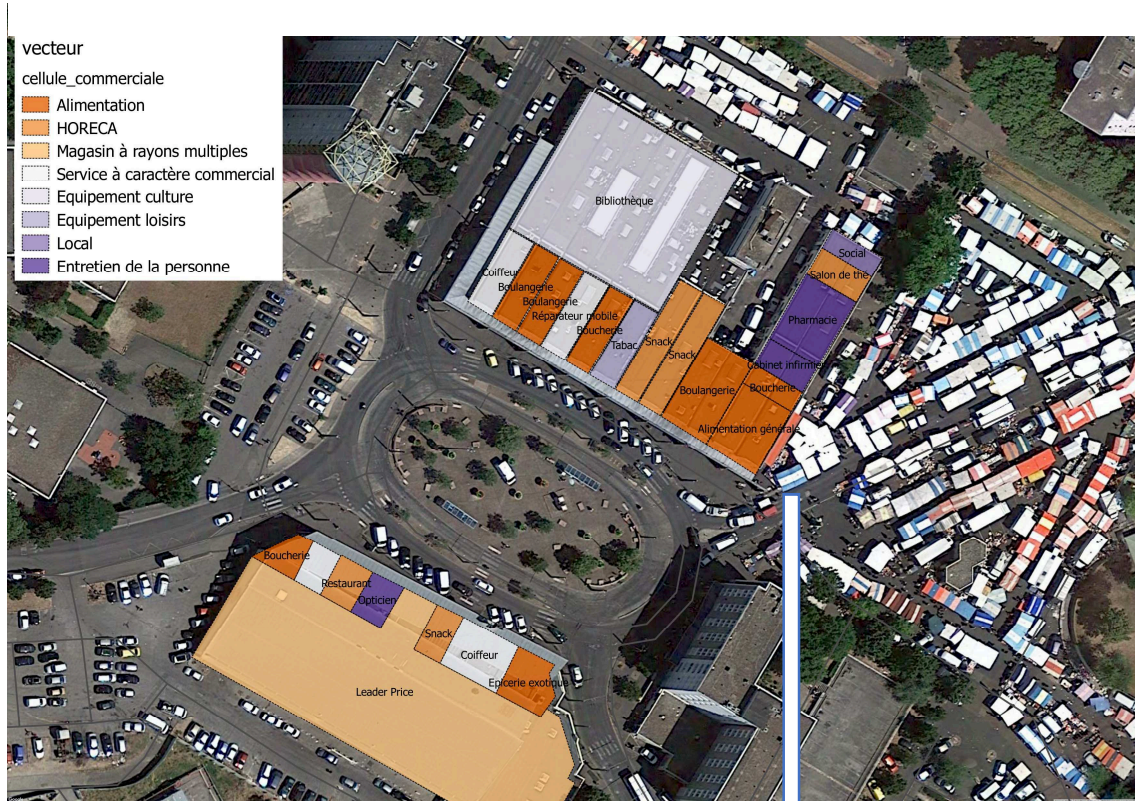 vecteur
cellule_commerciale
Alimentation
HORECA
Magasin à rayons multiples
Service à caractère commercial
Equipement culture
Equipement loisirs
Local
Entretien de la personne
Bibliothèque
Social
Salon de thé
Coiffeur
Boulangerie
Boulangerie
Réparateur mobile
Boucherie
Tabac
Snack
Snack
Pharmacie
Cabinet infirmier
Boulangerie
Boucherie
Alimentation générale
Boucherie
Restaurant
Opticien
Snack
Coiffeur
Epicerie exotique
Leader Price